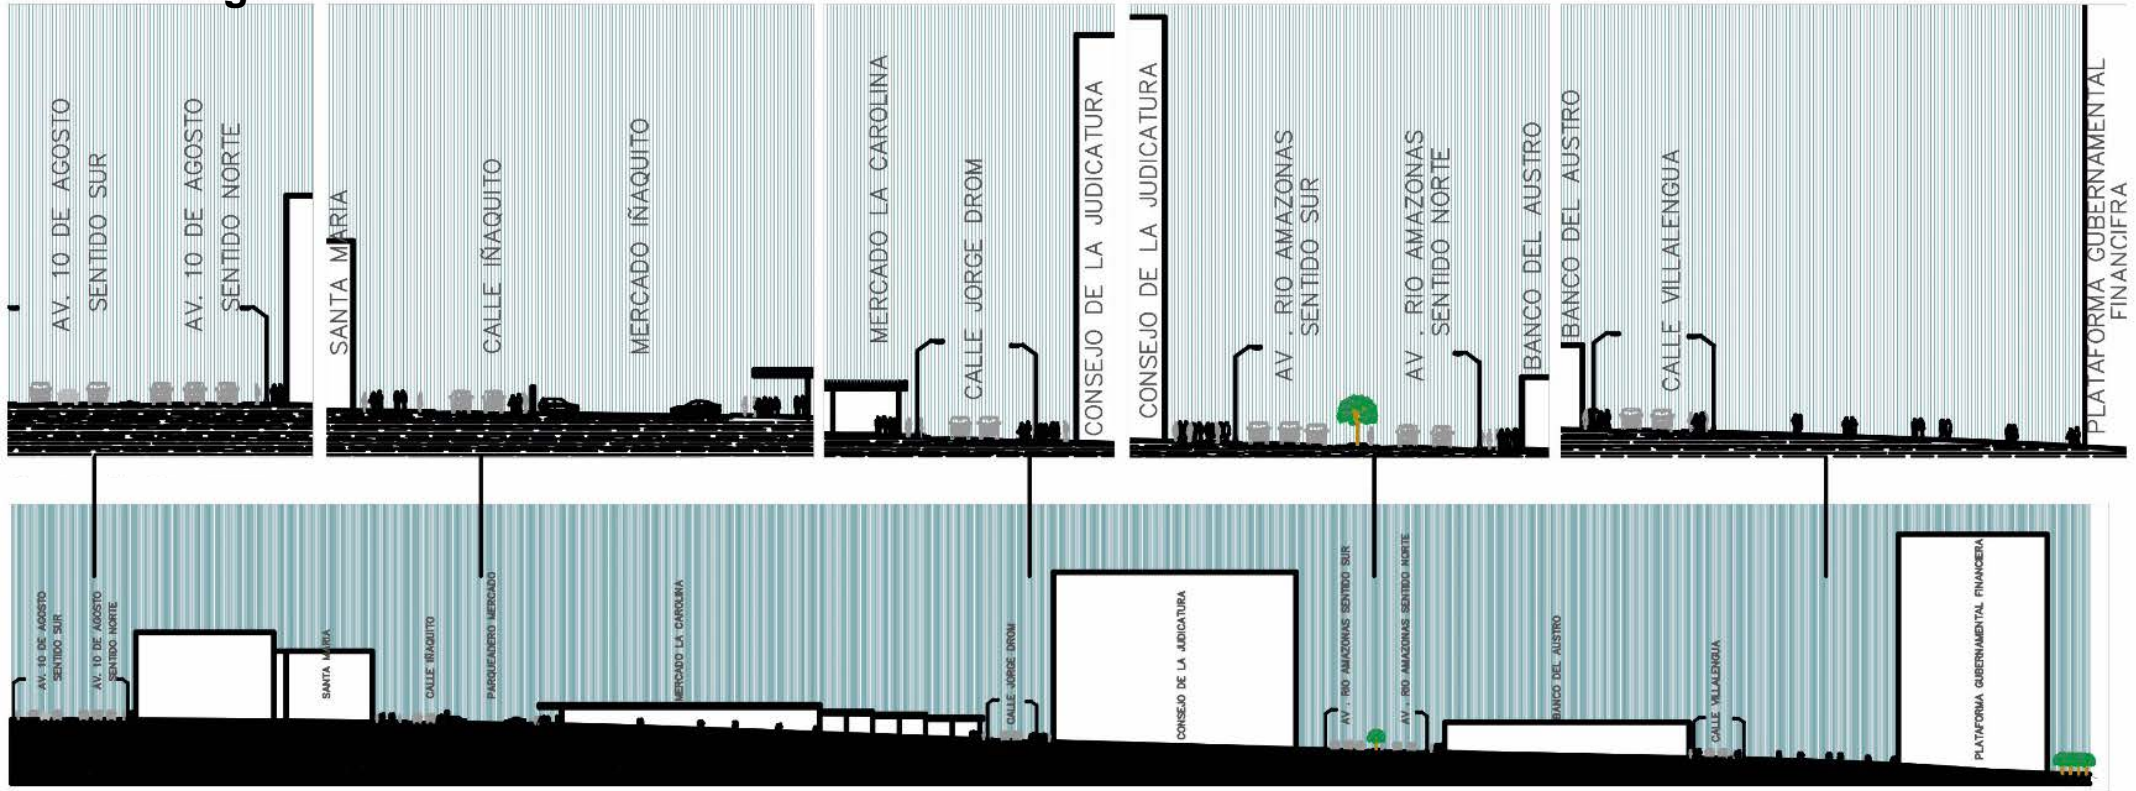 AV. 10 DE AGOSTO
SENTIDO SUR
AV. 10 DE AGOSTO
SENTIDO NORTE
SANTA MARIA
CALLE IÑAQUITO
MERCADO IÑAQUITO
MERCADO LA CAROLINA
CALLE JORGE DROM
CONSEJO DE LA JUDICATURA
CONSEJO DE LA JUDICATURA
AV . RIO AMAZONAS
SENTIDO SUR
AV . RIO AMAZONAS
SENTIDO NORTE
BANCO DEL AUSTRO
BANCO DEL AUSTRO
CALLE VILLALENGUA
PLATAFORMA GUBERNAMENTAL
FINANCIFRA
AV. 10 DE AGOSTO
SENTIDO SUR
AV. 10 DE AGOSTO
SENTIDO NORTE
SANTA MARIA
CALLE IÑAQUITO
PARQUEADERO MERCADO
MERCADO LA CAROLINA
CALLE JORGE DROM
CONSEJO DE LA JUDICATURA
AV . RIO AMAZONAS SENTIDO SUR
AV . RIO AMAZONAS SENTIDO NORTE
BANCO DEL AUSTRO
CALLE VILLALENGUA
PLATAFORMA GUBERNAMENTAL FINANCIERA